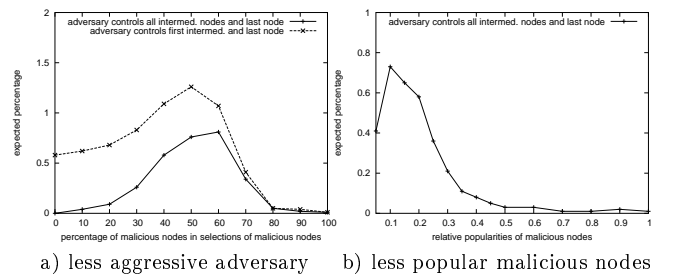 adversary controls all intermed. nodes and last node
adversary controls first intermed. and last node
expected percentage
2
1.5
1
0.5
0
0 10 20 30 40 50 60 70 80 90 100
percentage of malicious nodes in selections of malicious nodes
a) less aggressive adversary
adversary controls all intermed. nodes and last node
expected percentage
1
0.8
0.6
0.4
0.2
0
0.1 0.2 0.3 0.4 0.5 0.6 0.7 0.8 0.9 1
relative popularities of malicious nodes
b) less popular malicious nodes